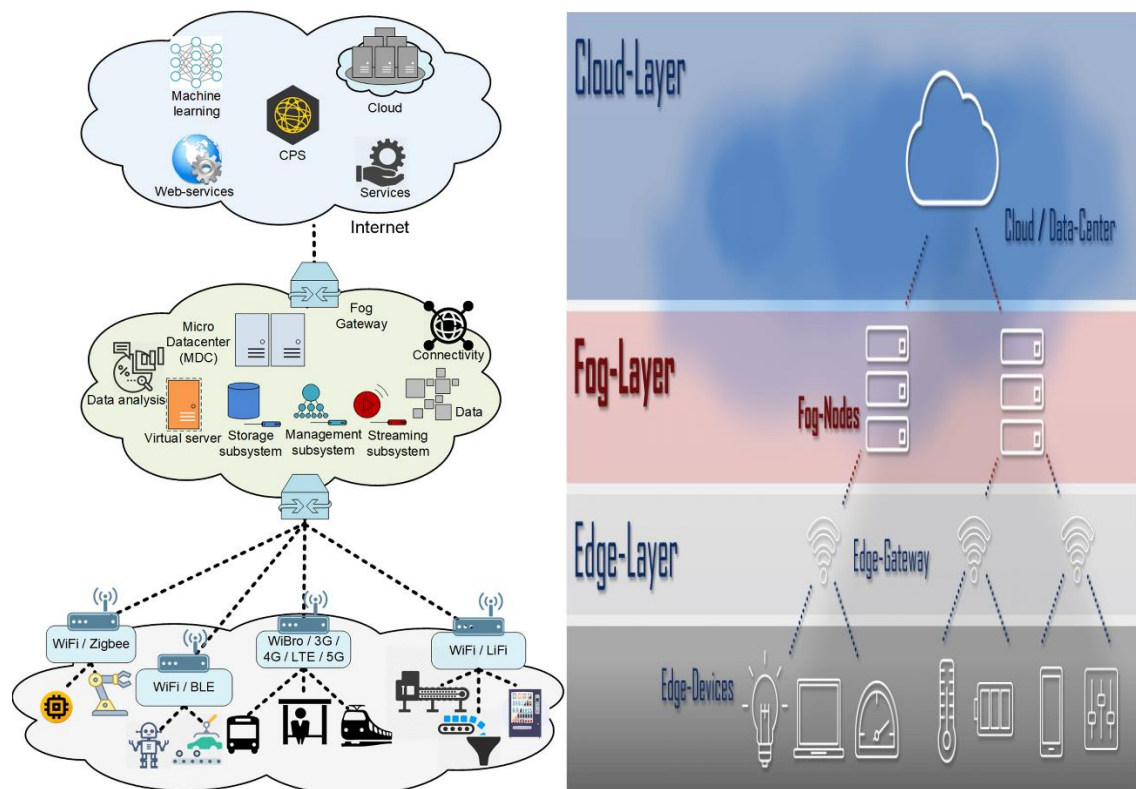 Machine
learning
Cloud
CPS
Web-services
Services
Internet
Fog
Gateway
Micro
Datacenter
(MDC)
Connectivity
Data analysis
Data
Virtual server
Storage
subsystem
Management
subsystem
Streaming
subsystem
WiFi / Zigbee
WiFi / BLE
WiBro / 3G /
4G / LTE / 5G
WiFi / LiFi
Cloud-Layer
Cloud / Data-Center
Fog-Layer
Fog-Nodes
Edge-Layer
Edge-Gateway
Edge-Devices